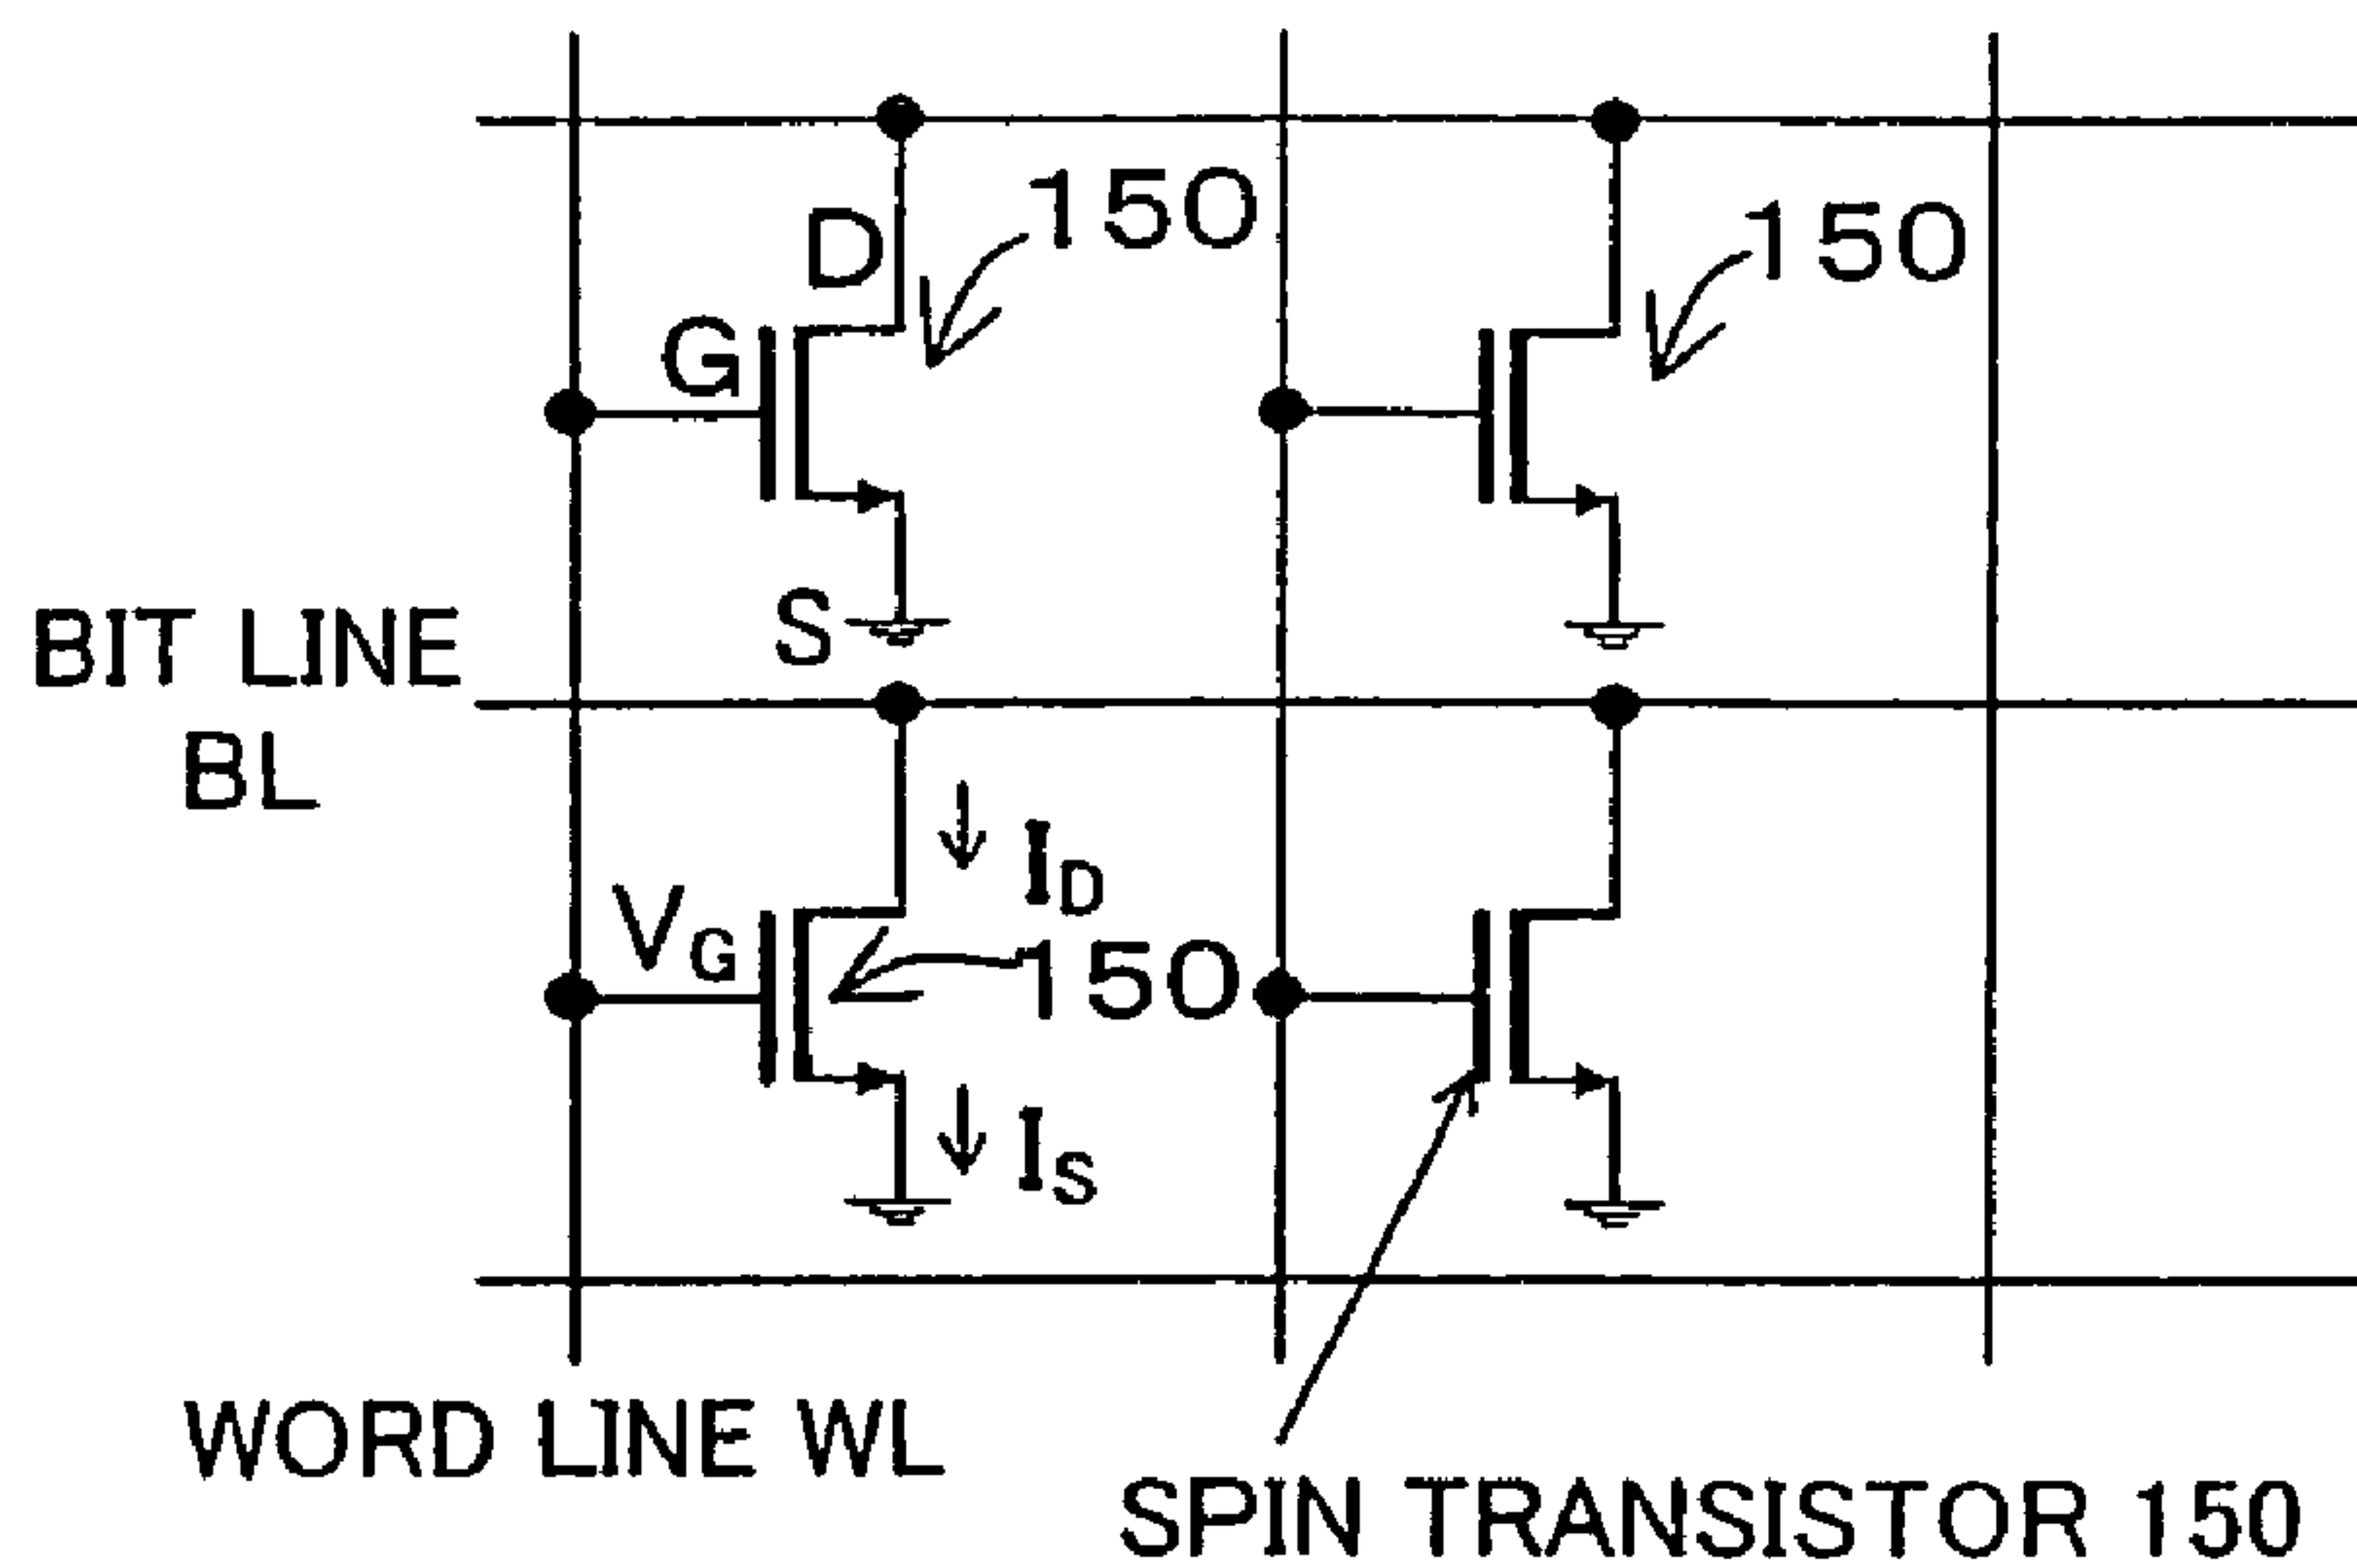 150
D
150
G
S
BIT LINE
BL
I_D
V_G
150
I_S
WORD LINE WL
SPIN TRANSISTOR 150